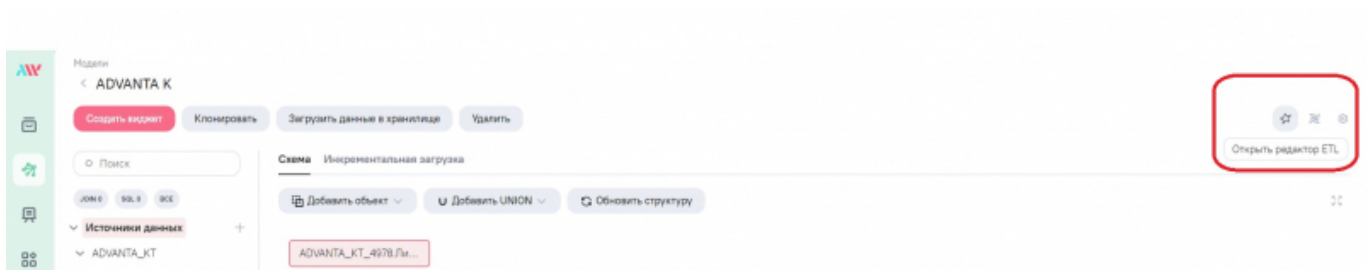 Модели
< ADVANTA K
Создать виджет Клонировать Загрузить данные в хранилище Удалить
Поиск
Схема Инкрементальная загрузка
Открыть редактор ETL
JOIN 0 SQL 0 ВСЕ
Добавить объект Добавить UNION Обновить структуру
Источники данных +
ADVANTA_KT
ADVANTA_KT_4978.Ли...